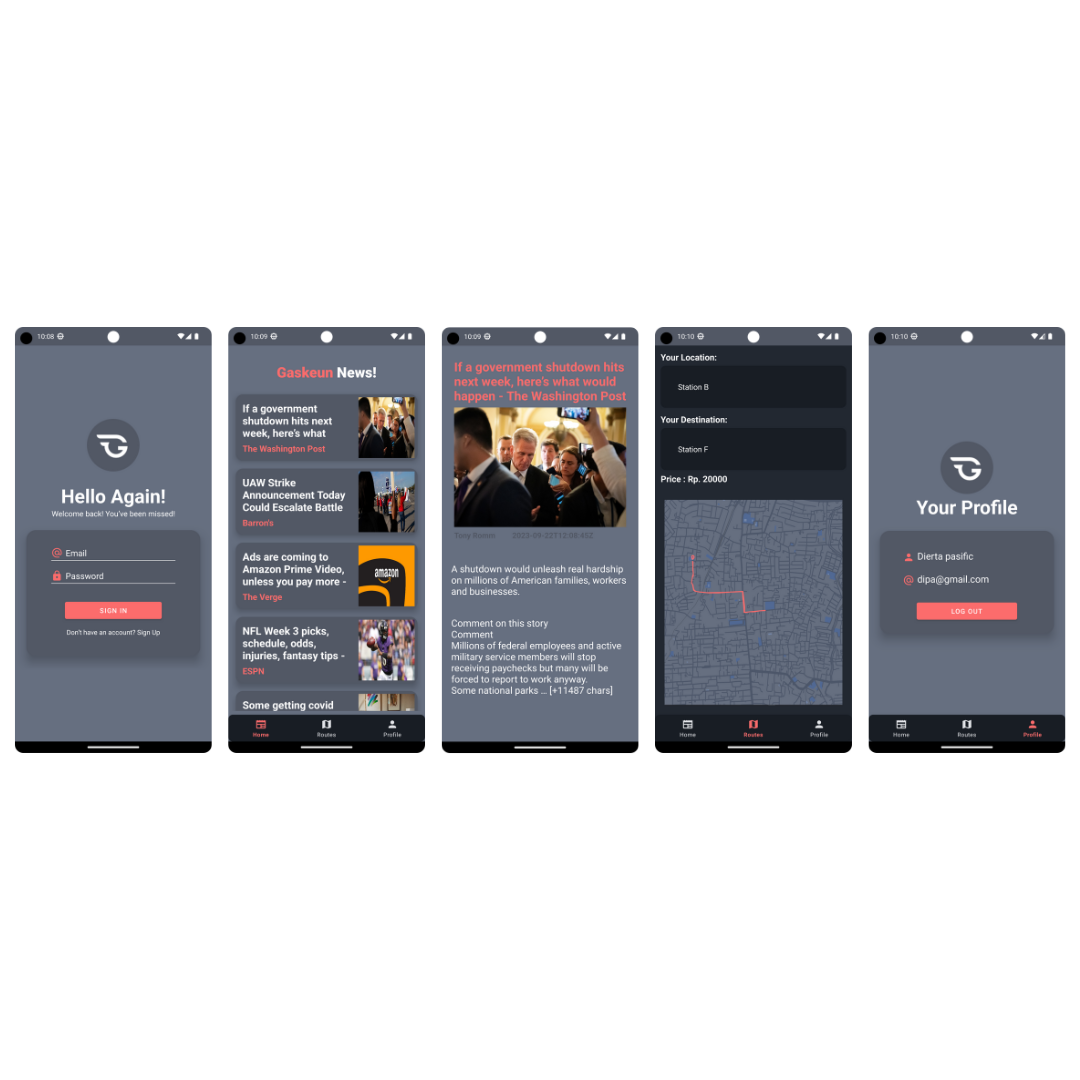 10:08
Hello Again!
Welcome back! You've been missed!
Email
Password
SIGN IN
Don't have an account? Sign Up
10:09
Gaskeun News!
If a government
shutdown hits next
week, here's what
The Washington Post
UAW Strike
Announcement Today
Could Escalate Battle
Barron's
Ads are coming to
Amazon Prime Video,
unless you pay more -
The Verge
amazon
NFL Week 3 picks,
schedule, odds,
injuries, fantasy tips -
ESPN
Some getting covid
Home
Routes
Profile
10:09
If a government shutdown hits
next week, here's what would
happen - The Washington Post
Tony Romm 2023-09-22T12:08:45Z
A shutdown would unleash real hardship
on millions of American families, workers
and businesses.
Comment on this story
Comment
Millions of federal employees and active
military service members will stop
receiving paychecks but many will be
forced to report to work anyway.
Some national parks … [+11487 chars]
10:10
Your Location:
Station B
Your Destination:
Station F
Price : Rp. 20000
Home
Routes
Profile
10:10
Your Profile
Dierta pasific
dipa@gmail.com
LOG OUT
Home
Routes
Profile